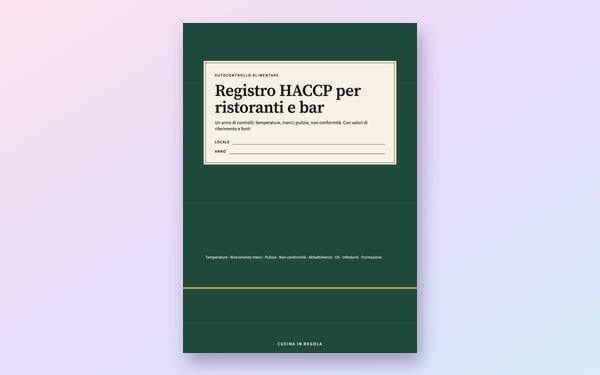 AUTOCONTROLLO ALIMENTARE
Registro HACCP per
ristoranti e bar
Un anno di controlli: temperature, merci, pulizie, non conformità. Con valori di
riferimento e fonti
LOCALE
ANNO
Temperature · Ricevimento merci · Pulizie · Non conformità · Abbattimento · Oli · Infestanti · Formazione
CUCINA IN REGOLA